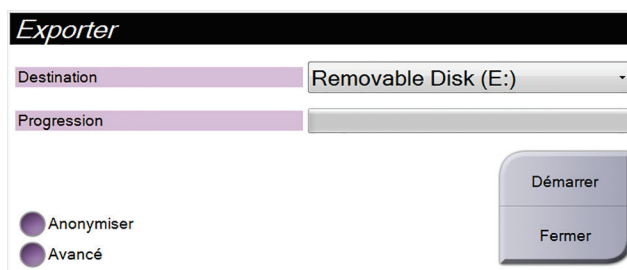 Exporter
Destination Removable Disk (E:)
Progression
Démarrer
Anonymiser
Fermer
Avancé